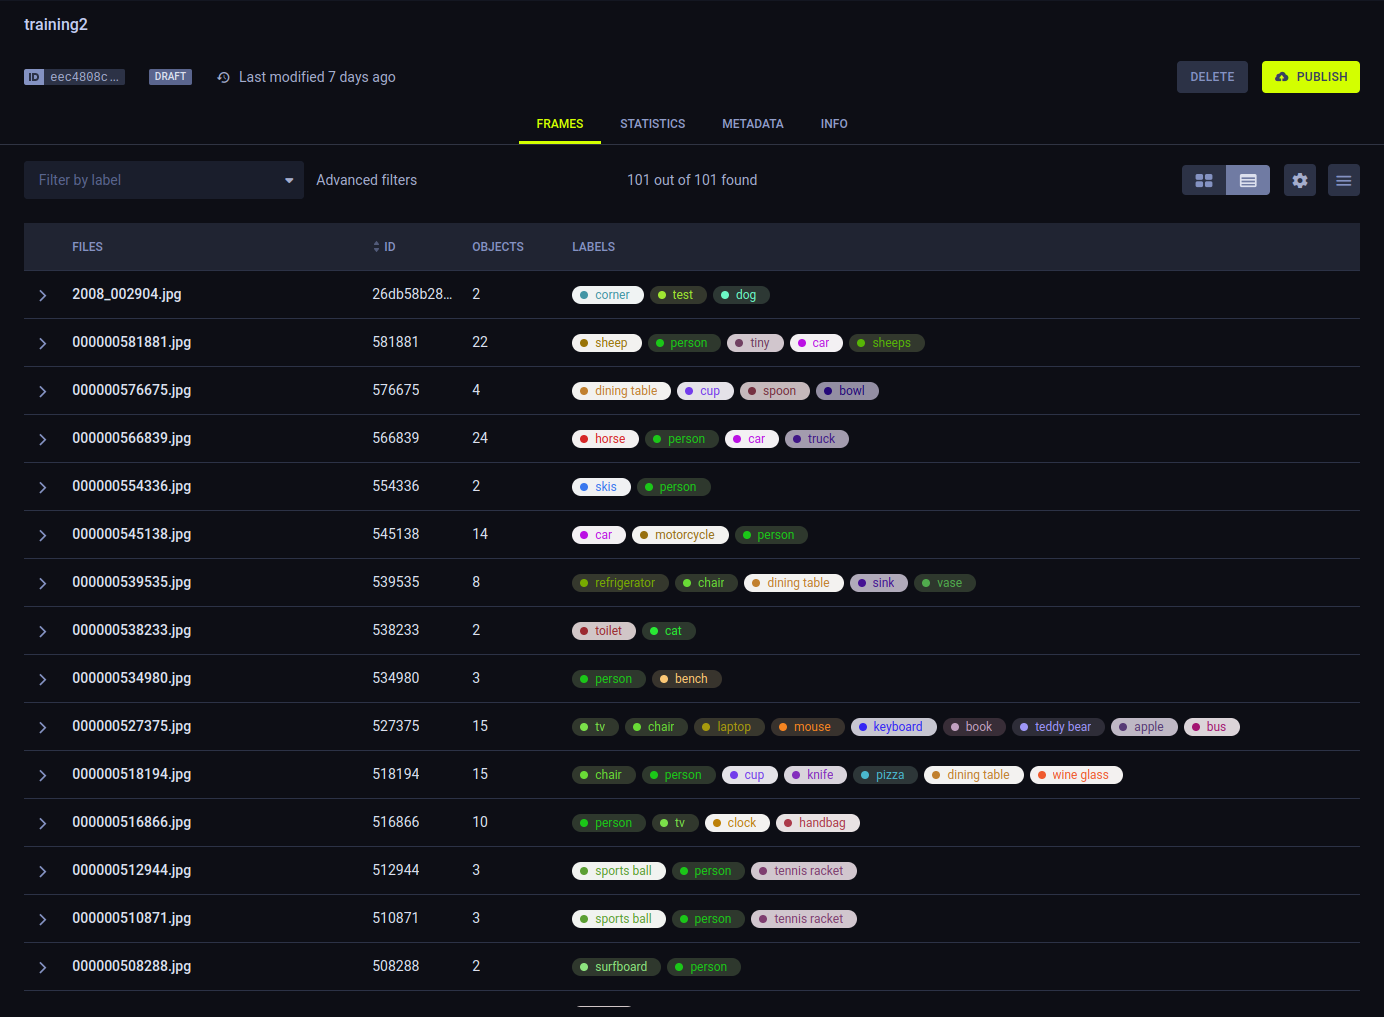 training2
ID eec4808c... DRAFT Last modified 7 days ago DELETE PUBLISH
FRAMES STATISTICS METADATA INFO
Filter by label Advanced filters 101 out of 101 found
FILES ID OBJECTS LABELS
2008_002904.jpg 26db58b28... 2 corner test dog
000000581881.jpg 581881 22 sheep person tiny car sheeps
000000576675.jpg 576675 4 dining table cup spoon bowl
000000566839.jpg 566839 24 horse person car truck
000000554336.jpg 554336 2 skis person
000000545138.jpg 545138 14 car motorcycle person
000000539535.jpg 539535 8 refrigerator chair dining table sink vase
000000538233.jpg 538233 2 toilet cat
000000534980.jpg 534980 3 person bench
000000527375.jpg 527375 15 tv chair laptop mouse keyboard book teddy bear apple bus
000000518194.jpg 518194 15 chair person cup knife pizza dining table wine glass
000000516866.jpg 516866 10 person tv clock handbag
000000512944.jpg 512944 3 sports ball person tennis racket
000000510871.jpg 510871 3 sports ball person tennis racket
000000508288.jpg 508288 2 surfboard person